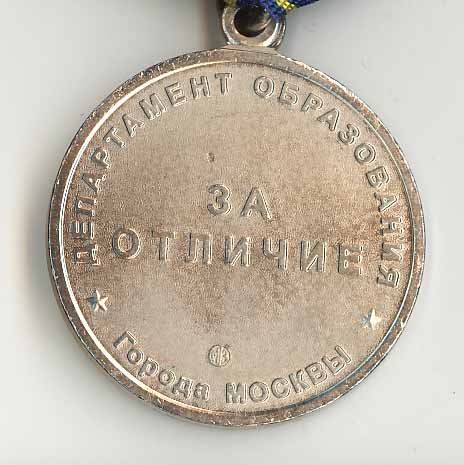 ДЕПАРТАМЕНТ ОБРАЗОВАНИЯ
ЗА
ОТЛИЧИЕ
Города МОСКВЫ